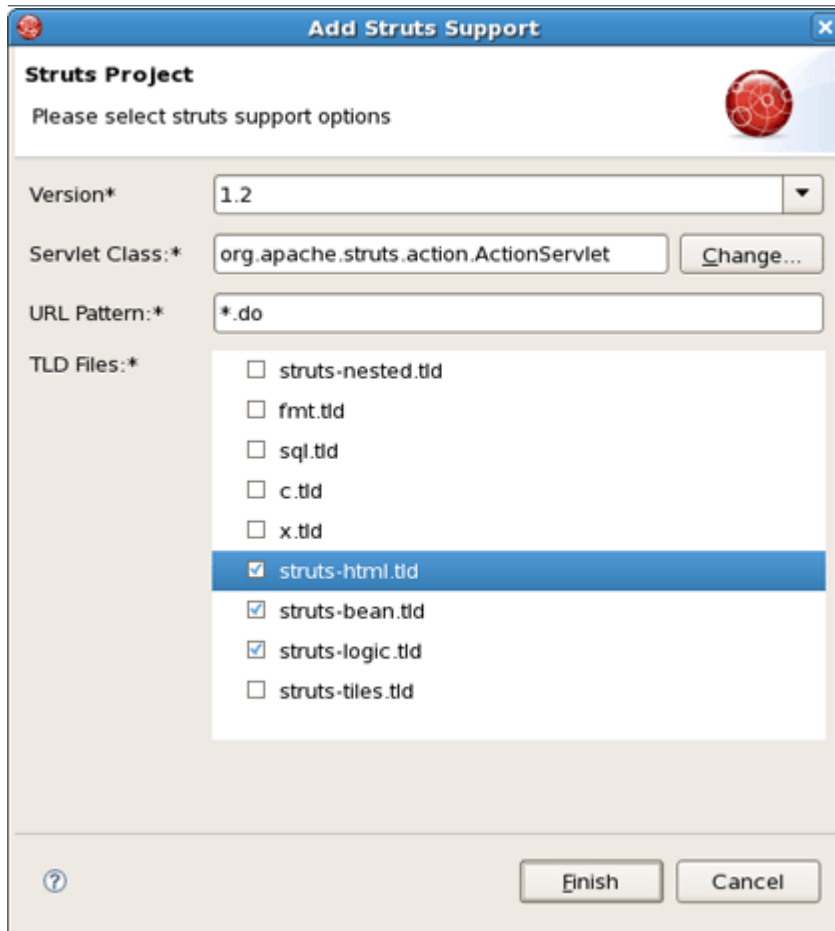 Add Struts Support
Struts Project
Please select struts support options
Version* 1.2
Servlet Class:* org.apache.struts.action.ActionServlet Change...
URL Pattern:* *.do
TLD Files:* struts-nested.tld
fmt.tld
sql.tld
c.tld
x.tld
struts-html.tld
struts-bean.tld
struts-logic.tld
struts-tiles.tld
? Finish Cancel